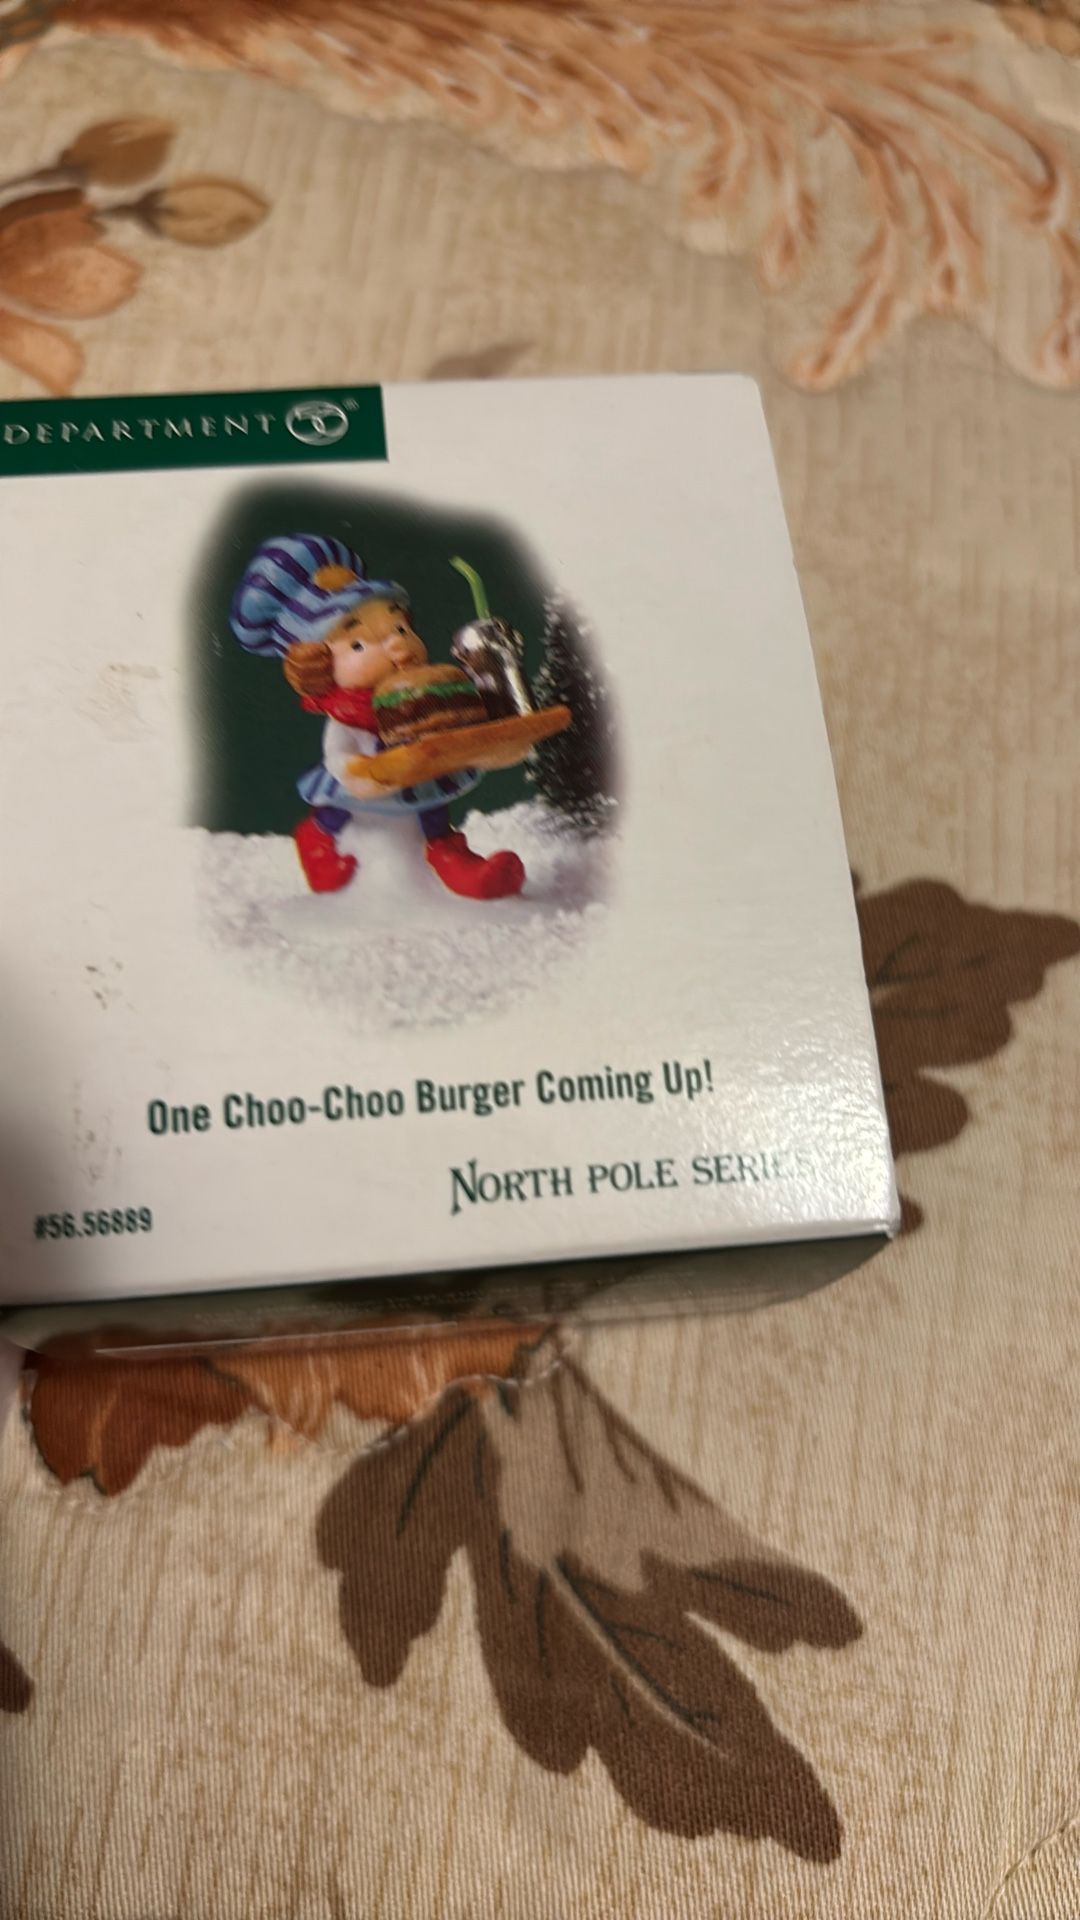 DEPARTMENT 56®
One Choo-Choo Burger Coming Up!
NORTH POLE SERIES
#56.56889